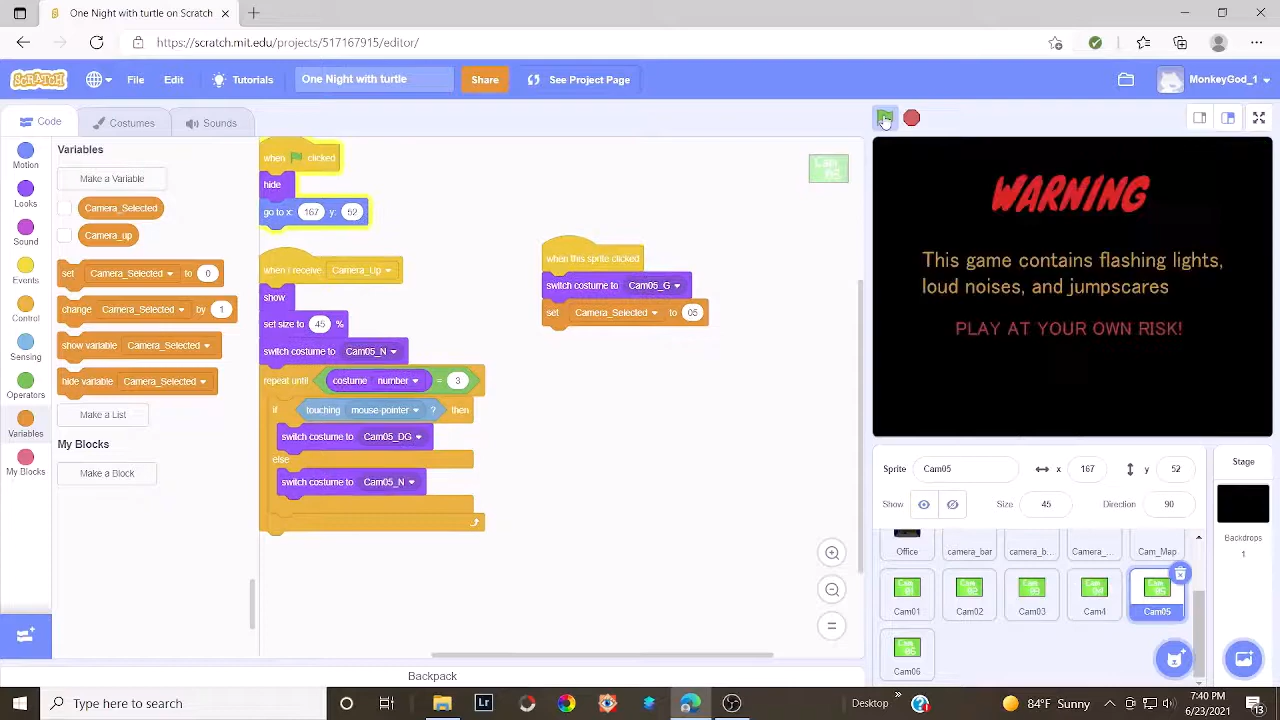 One Night with turtle on Scratch
https://scratch.mit.edu/projects/517167915/editor/
SCRATCH File Edit Tutorials One Night with turtle Share See Project Page MonkeyGod_1
Code Costumes Sounds
Motion
Looks
Sound
Events
Control
Sensing
Operators
Variables
My Blocks
Variables
Make a Variable
Camera_Selected
Camera_up
set Camera_Selected to 0
change Camera_Selected by 1
show variable Camera_Selected
hide variable Camera_Selected
Make a List
My Blocks
Make a Block
when clicked
hide
go to x: 167 y: 52
when I receive Camera_Up
show
set size to 45 %
switch costume to Cam05_N
repeat until costume number = 3
if touching mouse-pointer ? then
switch costume to Cam05_DG
else
switch costume to Cam05_N
when this sprite clicked
switch costume to Cam05_G
set Camera_Selected to 05
Backpack
WARNING
This game contains flashing lights,
loud noises, and jumpscares
PLAY AT YOUR OWN RISK!
Sprite Cam05 x 167 y 52
Show Size 45 Direction 90
Stage
Backdrops
1
Office camera_bar camera_b... Camera_... Cam_Map
Cam01 Cam02 Cam03 Cam4 Cam05
Cam06
Type here to search
Lr
Desktop
84°F Sunny
7:40 PM
6/23/2021